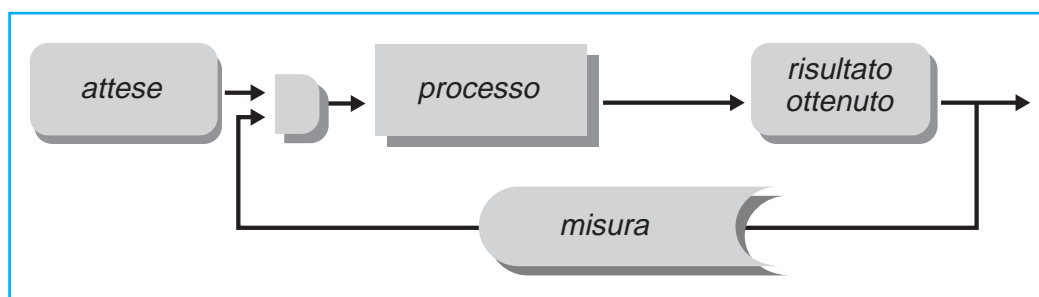 attese
processo
risultato
ottenuto
misura